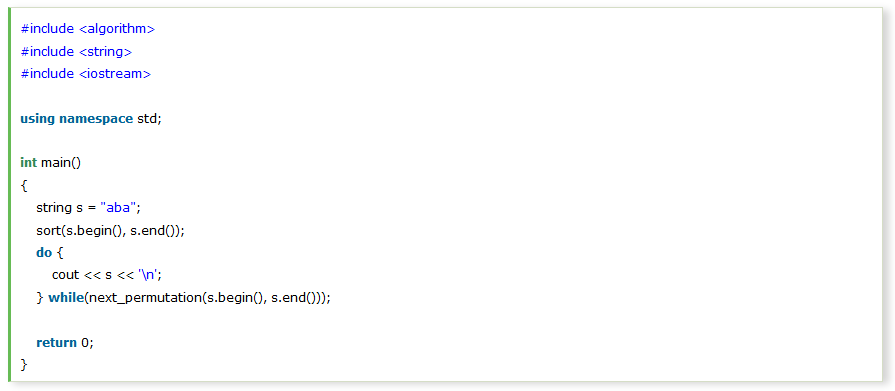 #include <algorithm>
#include <string>
#include <iostream>
using namespace std;
int main()
{
string s = "aba";
sort(s.begin(), s.end());
do {
cout << s << '\n';
} while(next_permutation(s.begin(), s.end()));
return 0;
}